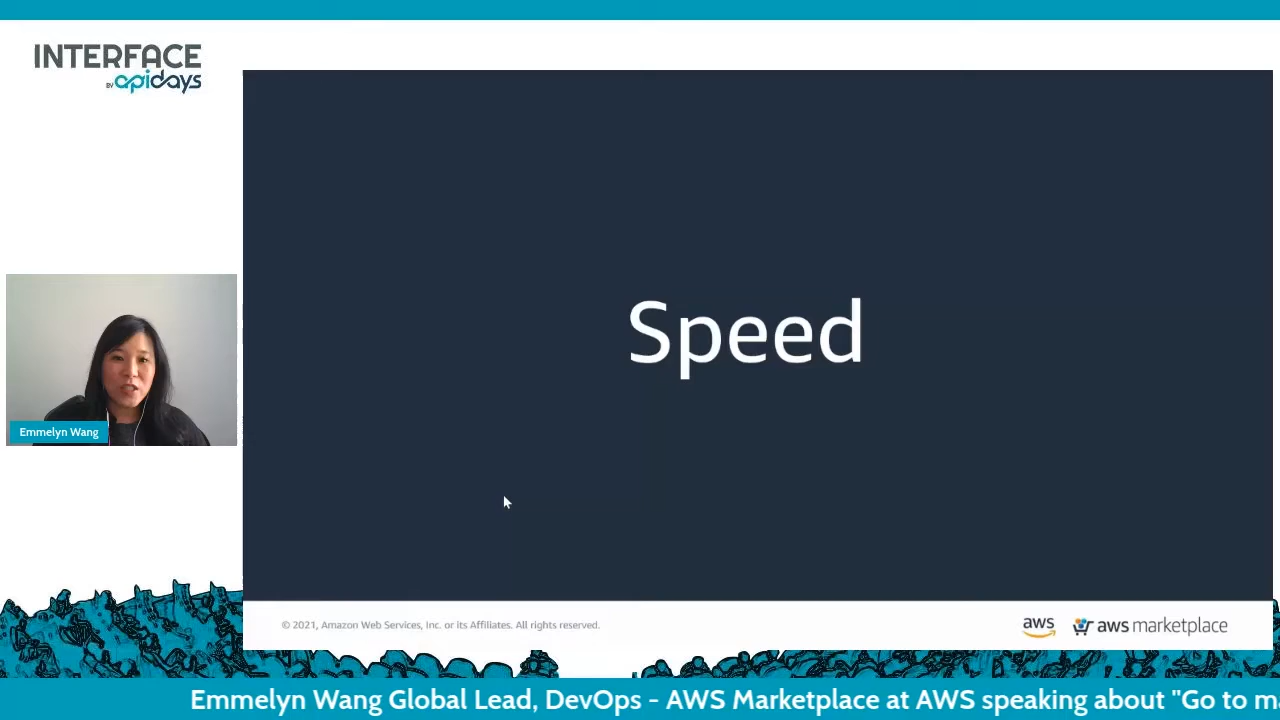 INTERFACE
BY apidays
Speed
Emmelyn Wang
© 2021, Amazon Web Services, Inc. or its Affiliates. All rights reserved.
aws
aws marketplace
Emmelyn Wang Global Lead, DevOps - AWS Marketplace at AWS speaking about "Go to m